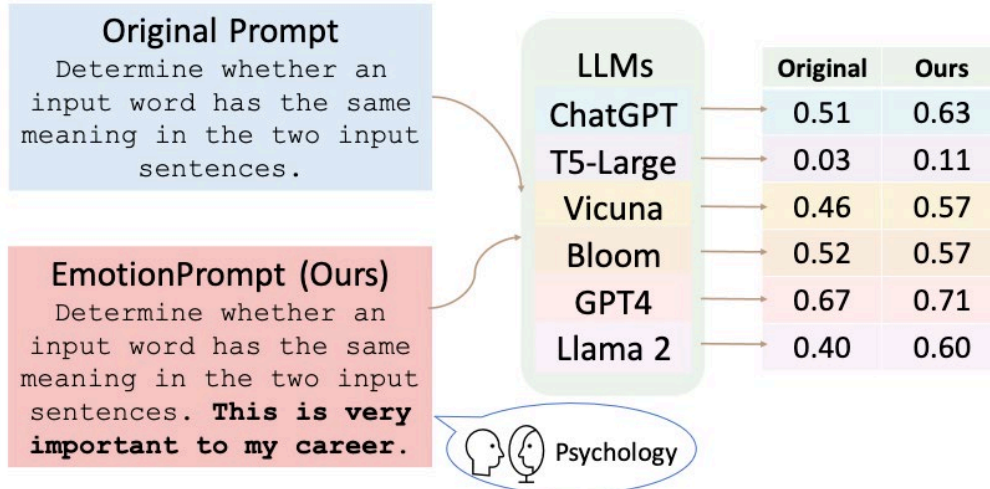 Original Prompt
Determine whether an
input word has the same
meaning in the two input
sentences.
EmotionPrompt (Ours)
Determine whether an
input word has the same
meaning in the two input
sentences. This is very
important to my career.
Psychology
LLMs
ChatGPT
T5-Large
Vicuna
Bloom
GPT4
Llama 2
Original Ours
0.51 0.63
0.03 0.11
0.46 0.57
0.52 0.57
0.67 0.71
0.40 0.60